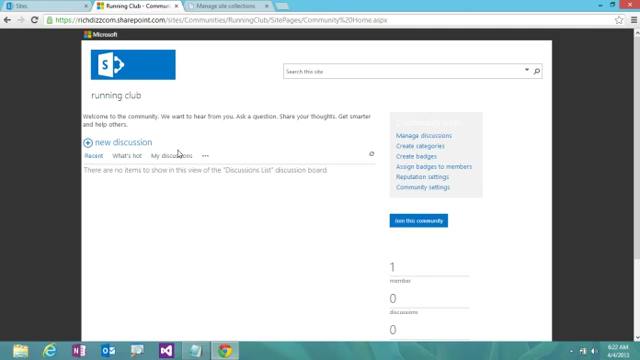 Sites
Running Club - Commun
Manage site collections
https://richdizzcom.sharepoint.com/sites/Communities/RunningClub/SitePages/Community%20Home.aspx
Microsoft
S
Search this site
running club
Welcome to the community. We want to hear from you. Ask a question. Share your thoughts. Get smarter
and help others.
new discussion
Recent What's hot My discussions ...
There are no items to show in this view of the "Discussions List" discussion board.
Manage discussions
Create categories
Create badges
Assign badges to members
Reputation settings
Community settings
Join this community
1
member
0
discussions
0
6:22 AM